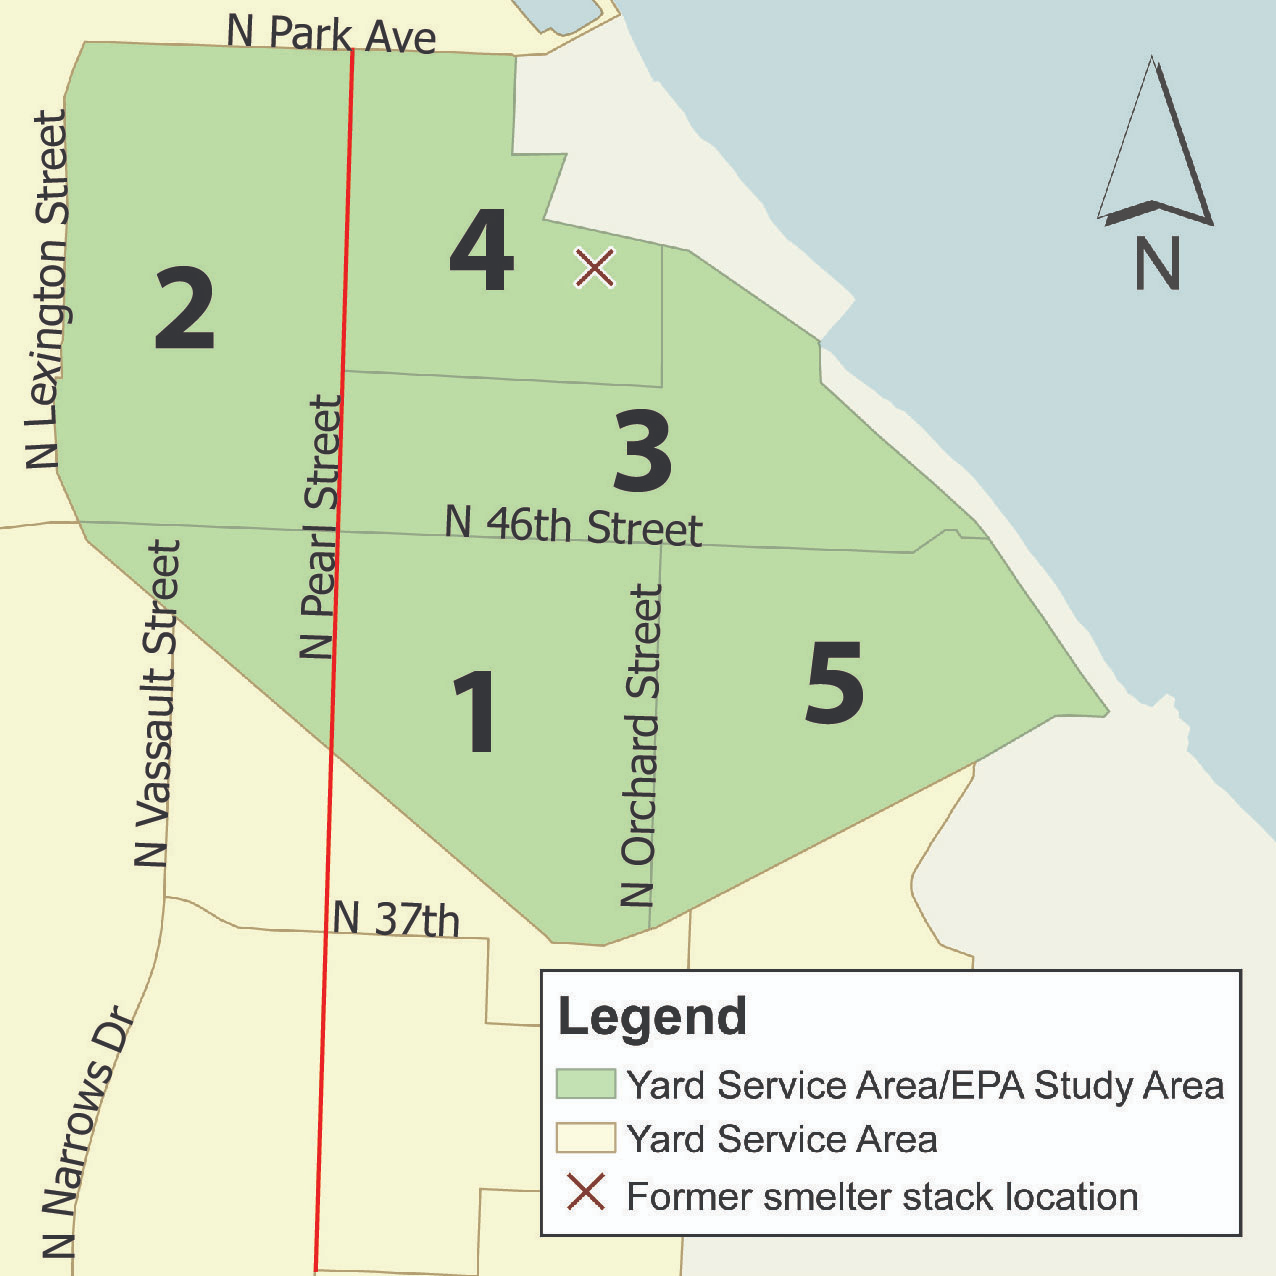 N Park Ave
N Lexington Street
2
4
N
3
N Pearl Street
N 46th Street
N Vassault Street
1
N Orchard Street
5
N 37th
N Narrows Dr
Legend
Yard Service Area/EPA Study Area
Yard Service Area
Former smelter stack location